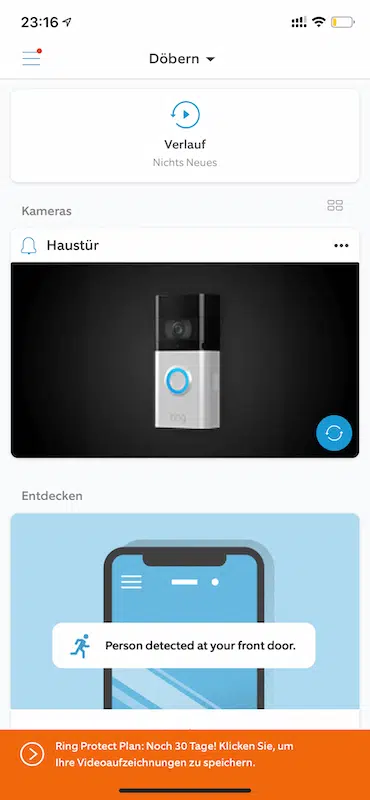 23:16
Döbern
Verlauf
Nichts Neues
Kameras
Haustür
ring
Entdecken
Person detected at your front door.
Ring Protect Plan: Noch 30 Tage! Klicken Sie, um
Ihre Videoaufzeichnungen zu speichern.